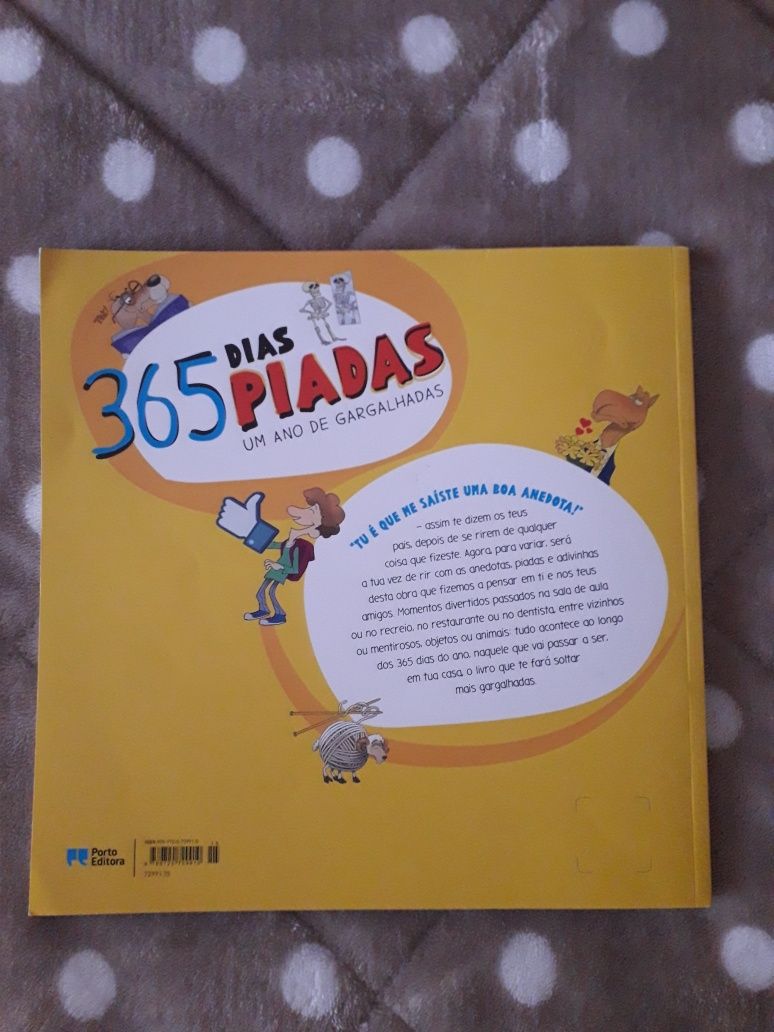 365 DIAS
PIADAS
UM ANO DE GARGALHADAS
"TU É QUE ME SAÍSTE UMA BOA ANEDOTA!"
– assim te dizem os teus
pais, depois de se rirem de qualquer
coisa que fizeste. Agora, para variar, será
a tua vez de rir com as anedotas, piadas e adivinhas
desta obra que fizemos a pensar em ti e nos teus
amigos. Momentos divertidos passados na sala de aula
ou no recreio, no restaurante ou no dentista, entre vizinhos
ou mentirosos, objetos ou animais: tudo acontece ao longo
dos 365 dias do ano, naquele que vai passar a ser,
em tua casa, o livro que te fará soltar
mais gargalhadas.
Porto
Editora